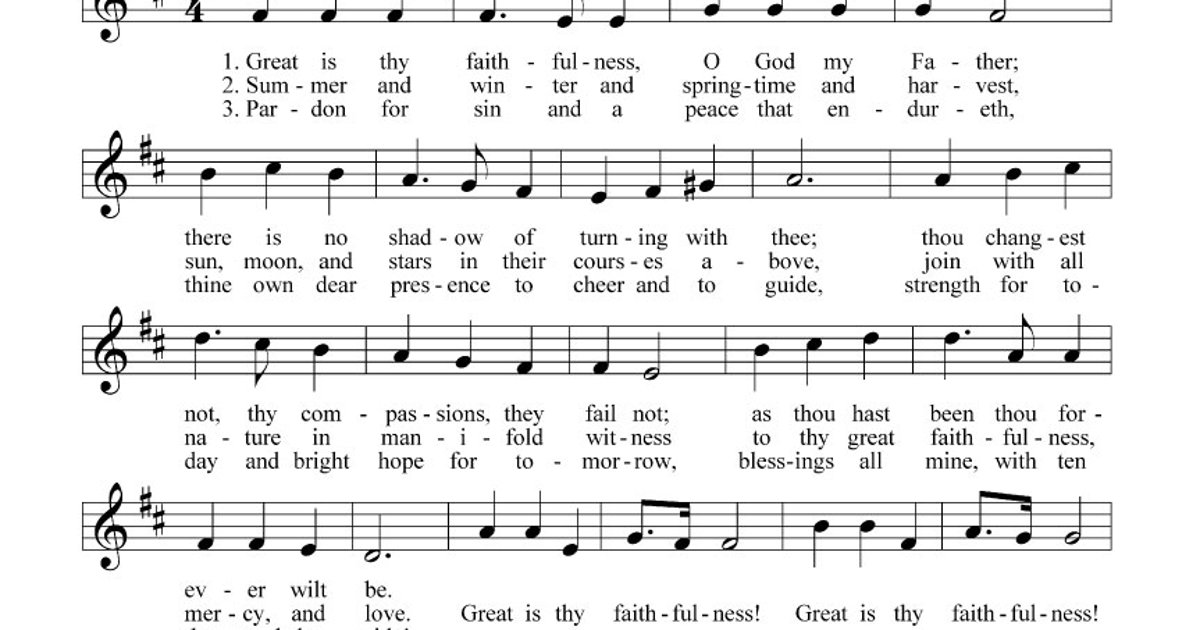 4
1. Great is thy faith - ful - ness, O God my Fa - ther;
2. Sum - mer and win - ter and spring - time and har - vest,
3. Par - don for sin and a peace that en - dur - eth,
there is no shad - ow of turn - ing with thee; thou chang - est
sun, moon, and stars in their cours - es a - bove, join with all
thine own dear pres - ence to cheer and to guide, strength for to -
not, thy com - pas - sions, they fail not; as thou hast been thou for -
na - ture in man - i - fold wit - ness to thy great faith - ful - ness,
day and bright hope for to - mor - row, bless - ings all mine, with ten
ev - er wilt be.
mer - cy, and love. Great is thy faith - ful - ness! Great is thy faith - ful - ness!